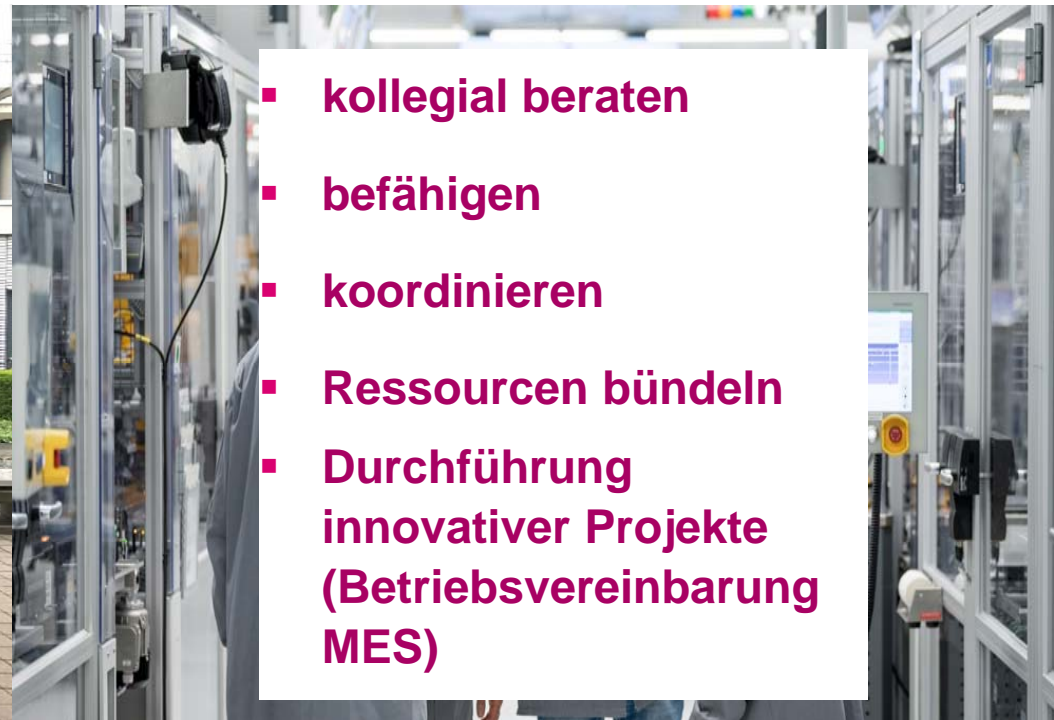 ▪ kollegial beraten
▪ befähigen
▪ koordinieren
▪ Ressourcen bündeln
▪ Durchführung
innovativer Projekte
(Betriebsvereinbarung
MES)